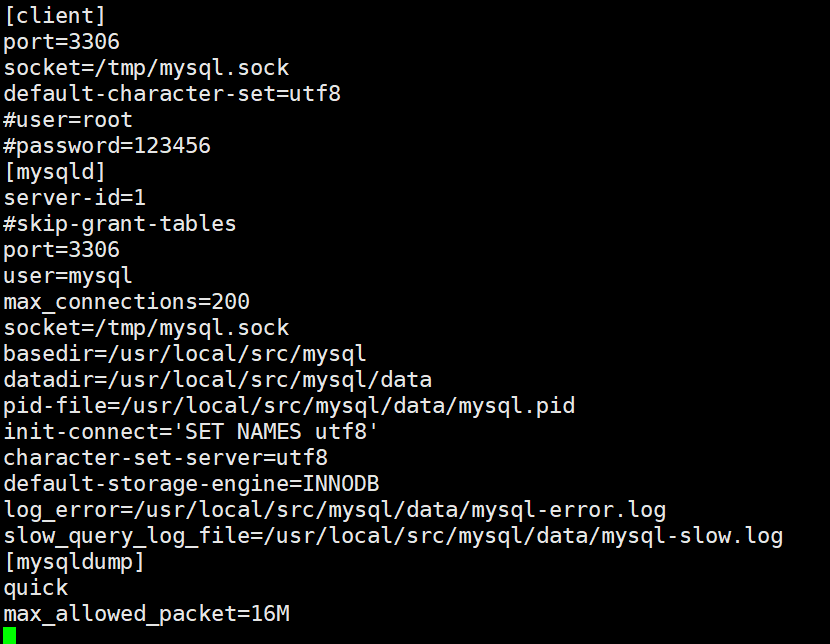 [client]
port=3306
socket=/tmp/mysql.sock
default-character-set=utf8
#user=root
#password=123456
[mysqld]
server-id=1
#skip-grant-tables
port=3306
user=mysql
max_connections=200
socket=/tmp/mysql.sock
basedir=/usr/local/src/mysql
datadir=/usr/local/src/mysql/data
pid-file=/usr/local/src/mysql/data/mysql.pid
init-connect='SET NAMES utf8'
character-set-server=utf8
default-storage-engine=INNODB
log_error=/usr/local/src/mysql/data/mysql-error.log
slow_query_log_file=/usr/local/src/mysql/data/mysql-slow.log
[mysqldump]
quick
max_allowed_packet=16M